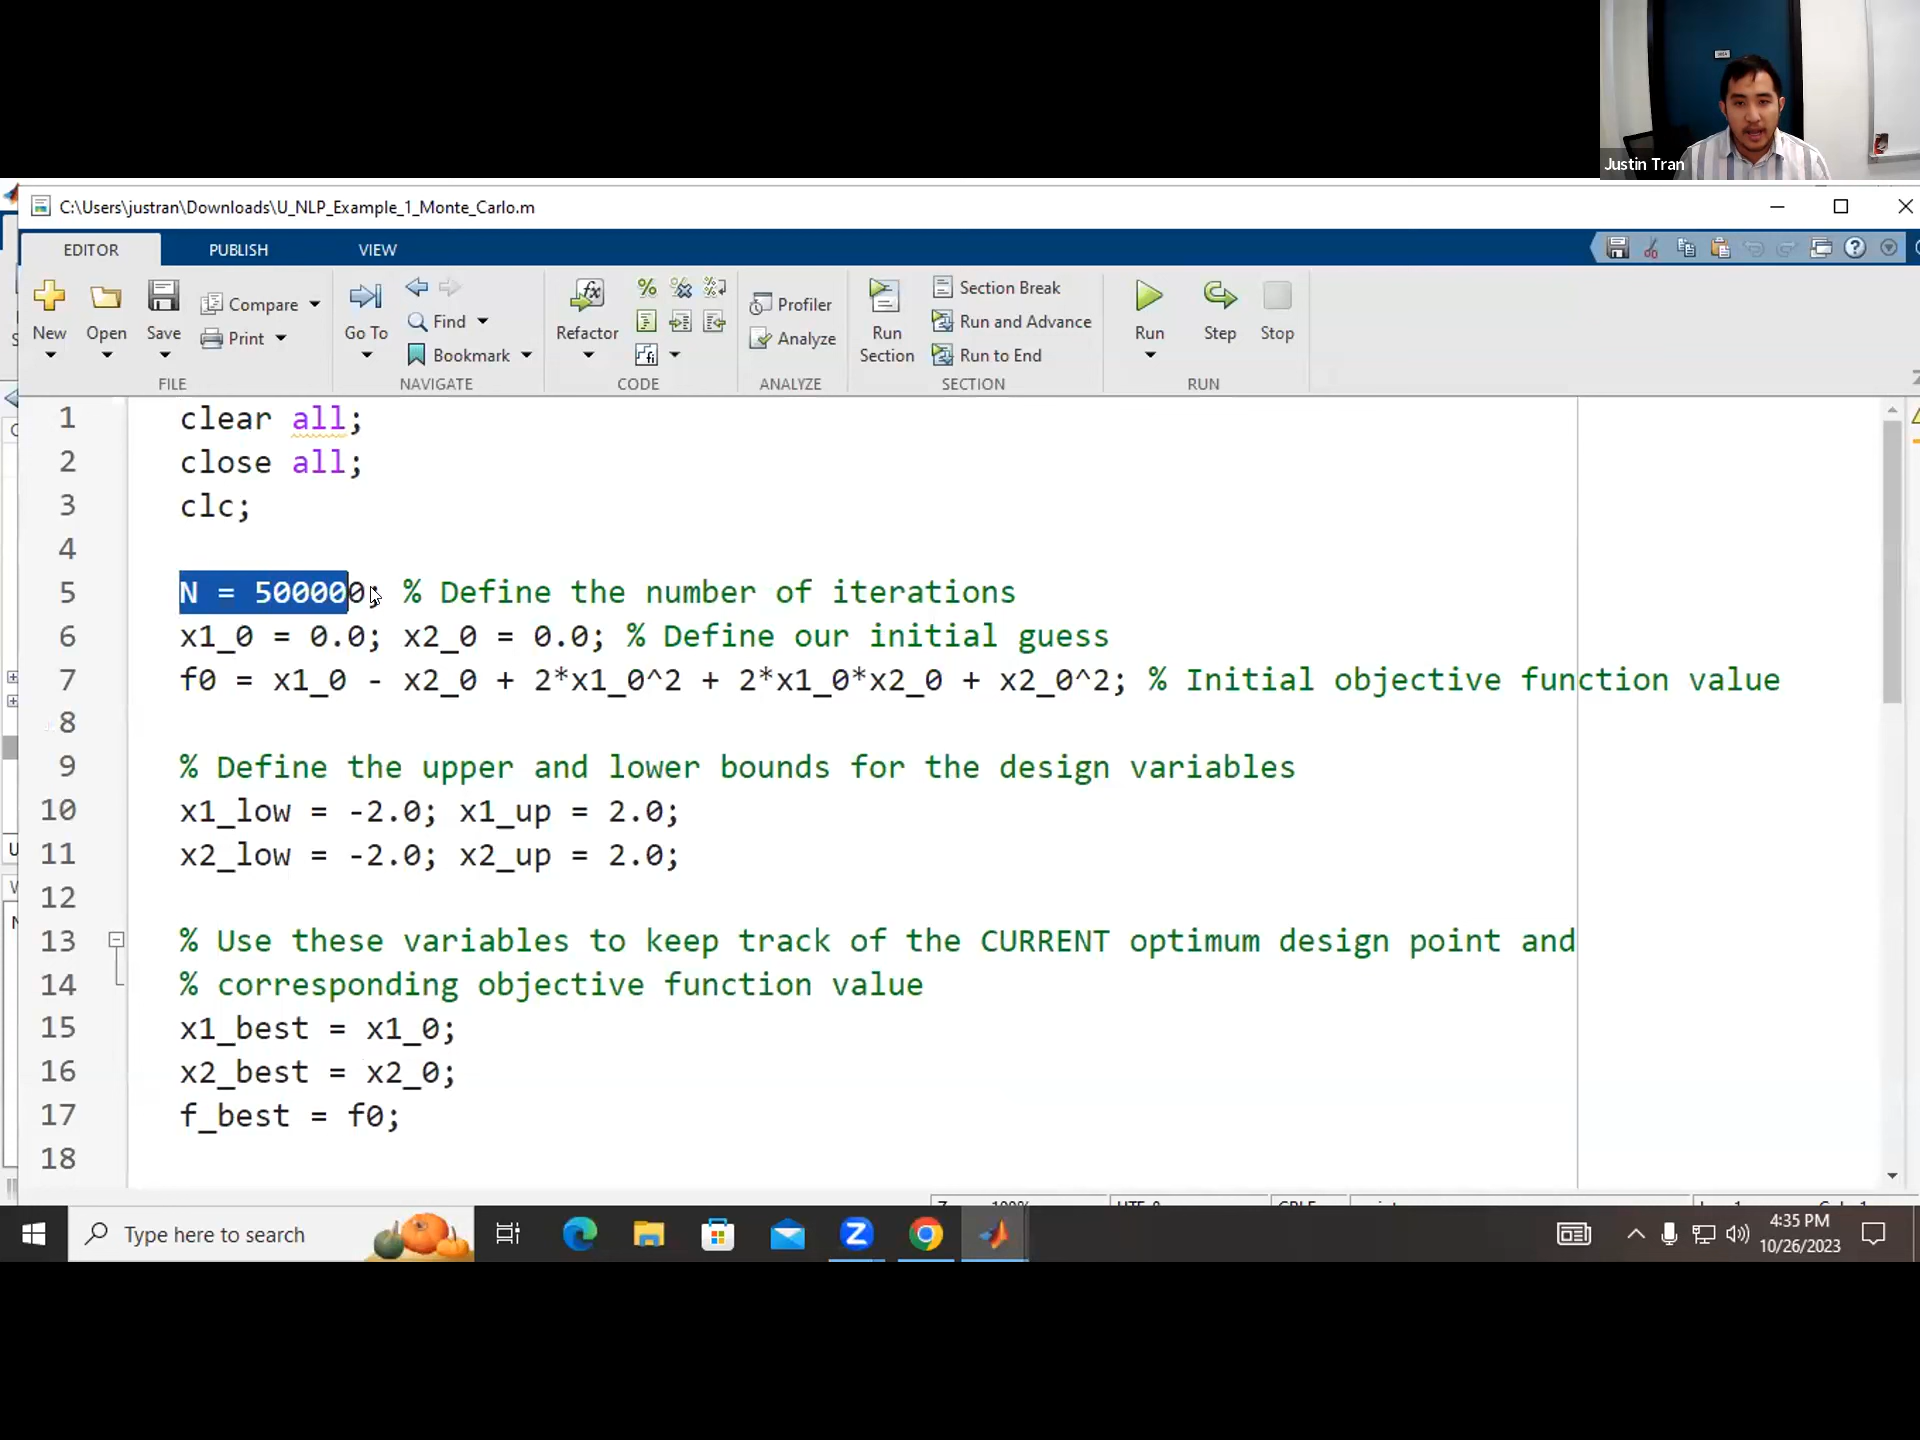 Justin Tran
C:\Users\justran\Downloads\U_NLP_Example_1_Monte_Carlo.m
EDITOR PUBLISH VIEW
New Open Save Compare Print
FILE
Go To Find Bookmark
NAVIGATE
Refactor
CODE
Profiler
Analyze
ANALYZE
Run Section
Section Break
Run and Advance
Run to End
SECTION
Run Step Stop
RUN
1 clear all;
2 close all;
3 clc;
4
5 N = 500000; % Define the number of iterations
6 x1_0 = 0.0; x2_0 = 0.0; % Define our initial guess
7 f0 = x1_0 - x2_0 + 2*x1_0^2 + 2*x1_0*x2_0 + x2_0^2; % Initial objective function value
8
9 % Define the upper and lower bounds for the design variables
10 x1_low = -2.0; x1_up = 2.0;
11 x2_low = -2.0; x2_up = 2.0;
12
13 % Use these variables to keep track of the CURRENT optimum design point and
14 % corresponding objective function value
15 x1_best = x1_0;
16 x2_best = x2_0;
17 f_best = f0;
18
Type here to search
4:35 PM
10/26/2023